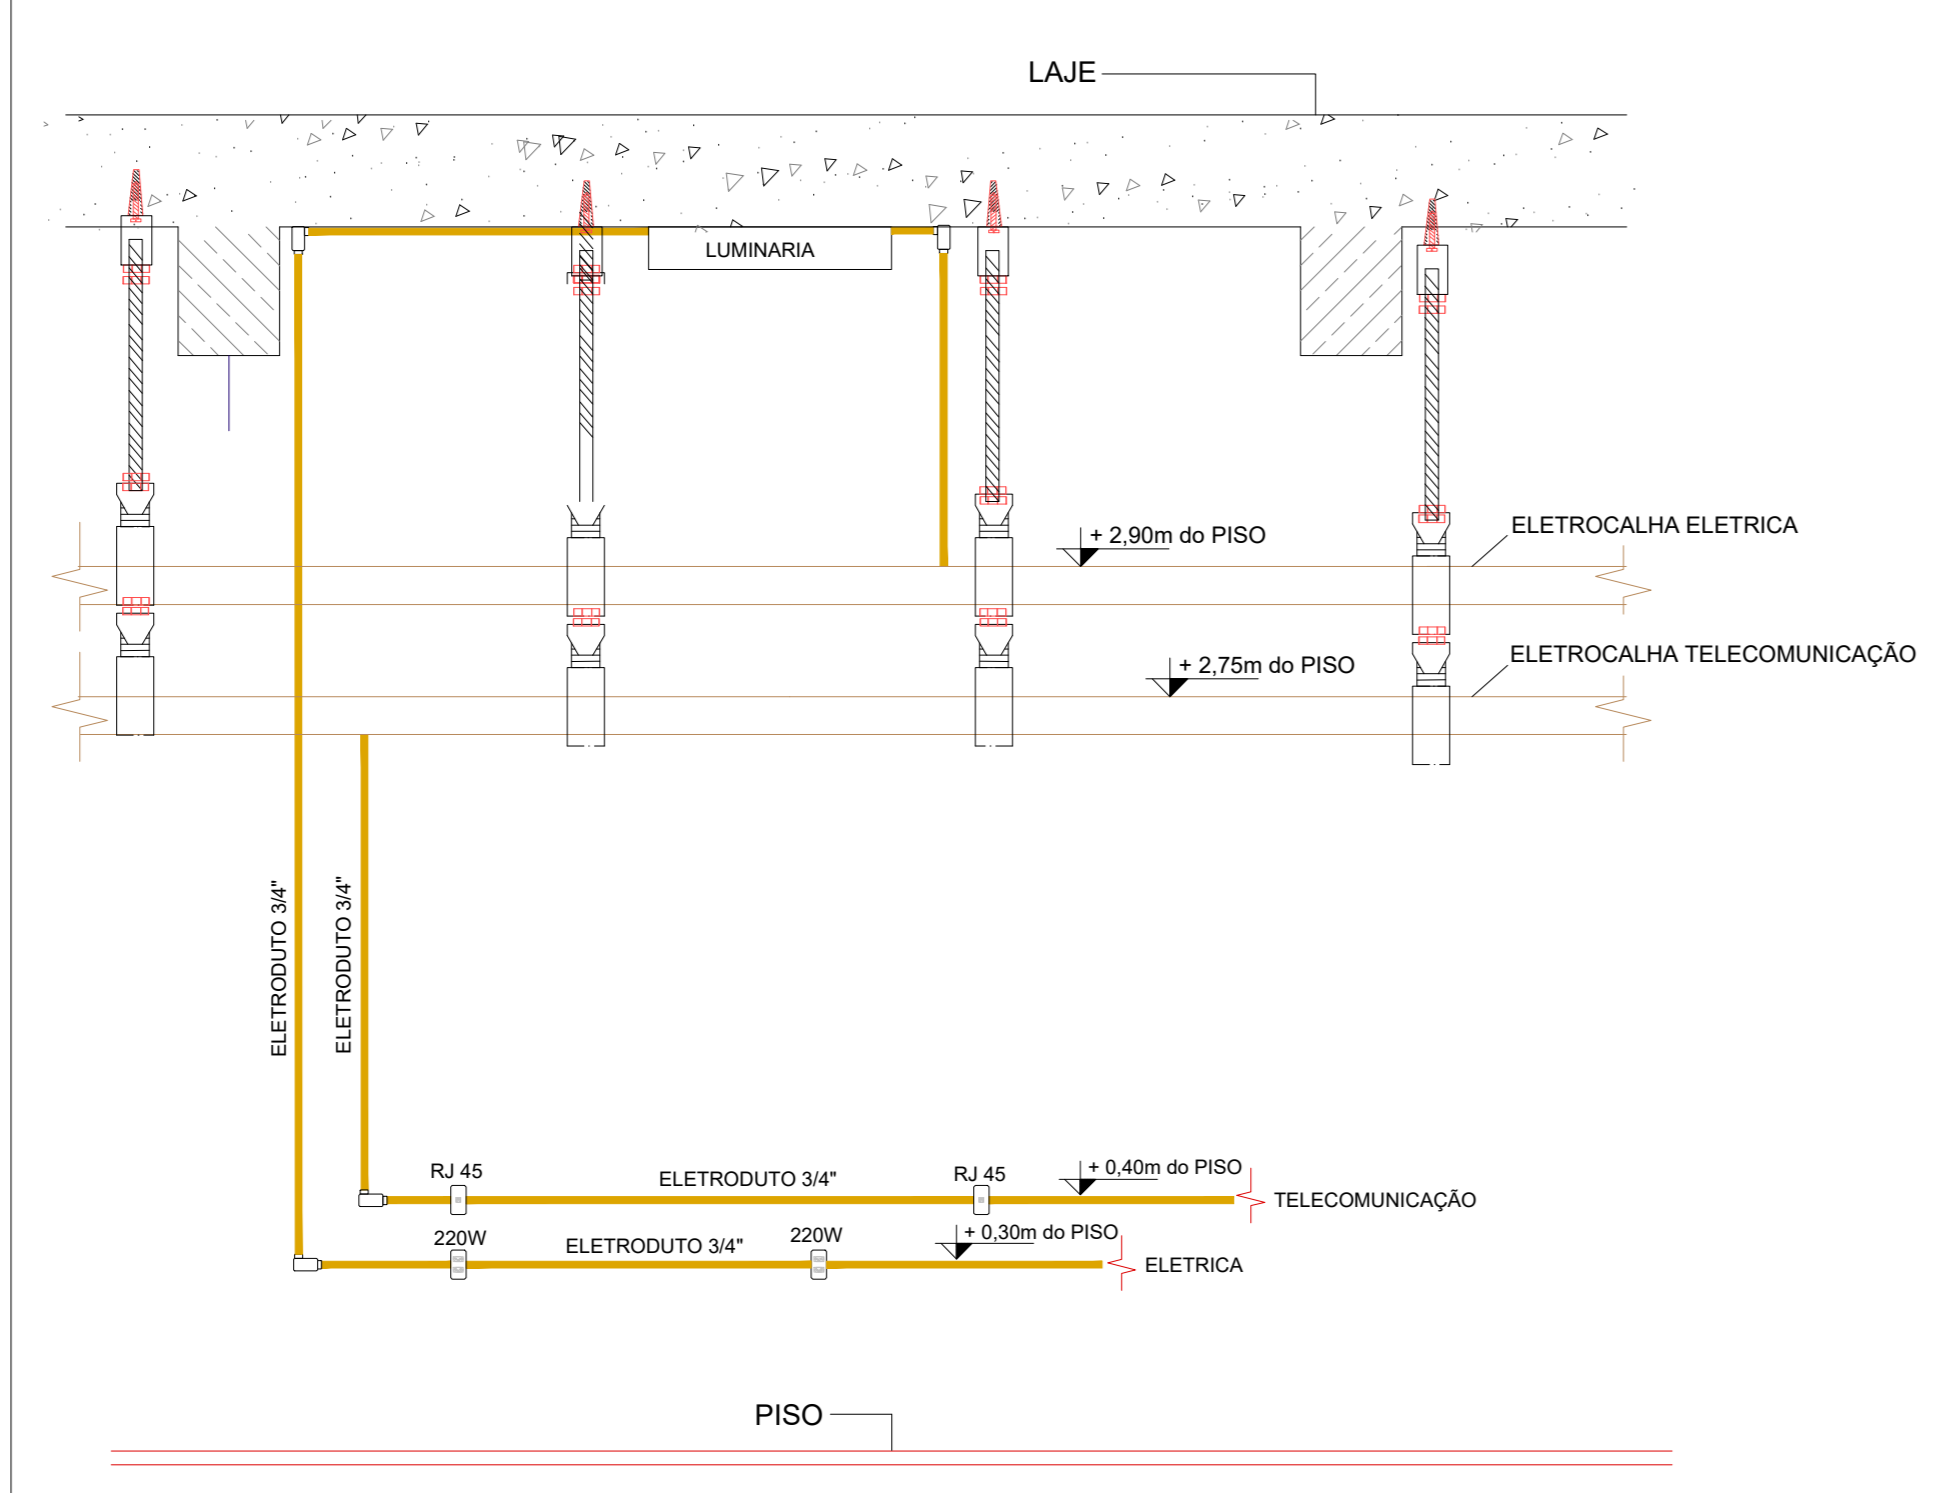 LAJE
LUMINARIA
ELETROCALHA ELETRICA
+ 2,90m do PISO
ELETROCALHA TELECOMUNICAÇÃO
+ 2,75m do PISO
ELETRODUTO 3/4"
ELETRODUTO 3/4"
RJ 45
ELETRODUTO 3/4"
RJ 45
+ 0,40m do PISO
TELECOMUNICAÇÃO
220W
ELETRODUTO 3/4"
220W
+ 0,30m do PISO
ELETRICA
PISO